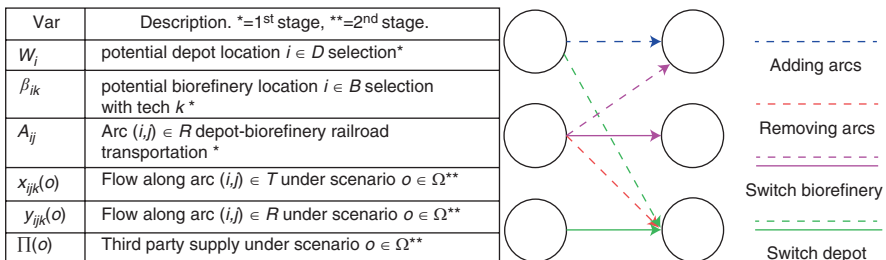 Var Description. *=1st stage, **=2nd stage.
Wi potential depot location i ∈ D selection*
βik potential biorefinery location i ∈ B selection
with tech k *
Aij Arc (i,j) ∈ R depot-biorefinery railroad
transportation *
xijk(o) Flow along arc (i,j) ∈ T under scenario o ∈ Ω**
yijk(o) Flow along arc (i,j) ∈ R under scenario o ∈ Ω**
Π(o) Third party supply under scenario o ∈ Ω**
Adding arcs
Removing arcs
Switch biorefinery
Switch depot